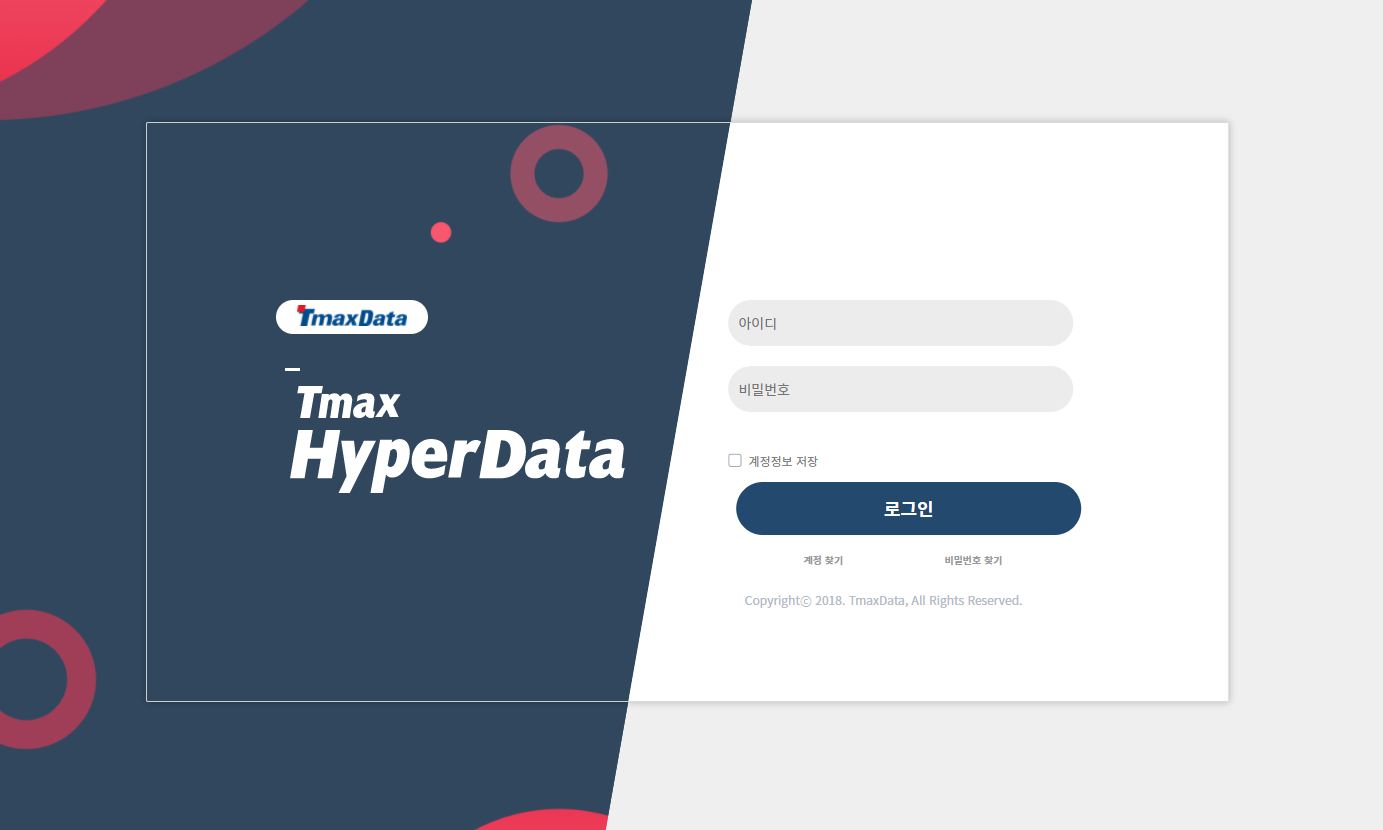 TmaxData
Tmax
HyperData
아이디
비밀번호
계정정보 저장
로그인
계정 찾기
비밀번호 찾기
Copyrightⓒ 2018. TmaxData, All Rights Reserved.